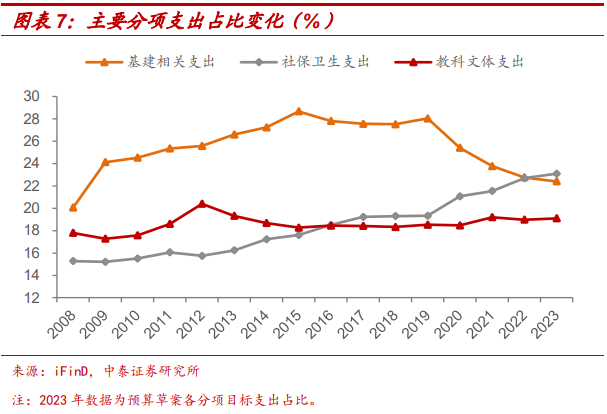 图表 7：主要分项支出占比变化（%）
基建相关支出 社保卫生支出 教科文体支出
30
28
26
24
22
20
18
16
14
12
2008 2009 2010 2011 2012 2013 2014 2015 2016 2017 2018 2019 2020 2021 2022 2023
来源：iFinD，中泰证券研究所
注：2023 年数据为预算草案各分项目标支出占比。